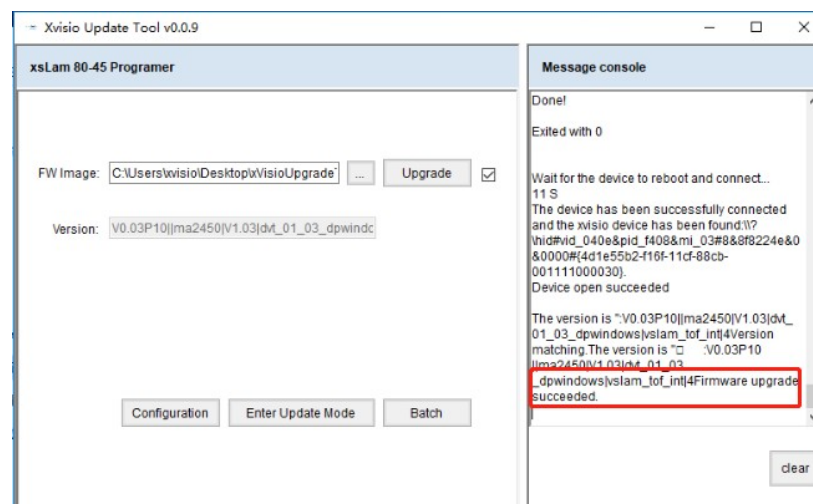 Xvisio Update Tool v0.0.9
xsLam 80-45 Programer
FW Image:
C:\Users\xvisio\Desktop\xVisioUpgrade
...
Upgrade
Version:
V0.03P10||ma2450|V1.03|dvt_01_03_dpwindc
Configuration
Enter Update Mode
Batch
Message console
Done!
Exited with 0
Wait for the device to reboot and connect...
11 S
The device has been successfully connected
and the xvisio device has been found:\\?
\hid#vid_040e&pid_f408&mi_03#8&8f8224e&0
&0000#{4d1e55b2-f16f-11cf-88cb-
001111000030}.
Device open succeeded
The version is ":V0.03P10||ma2450|V1.03|dvt_
01_03_dpwindows|vslam_tof_int|4Version
matching.The version is "□ :V0.03P10
||ma2450|V1.03|dvt_01_03
_dpwindows|vslam_tof_int|4Firmware upgrade
succeeded.
clear